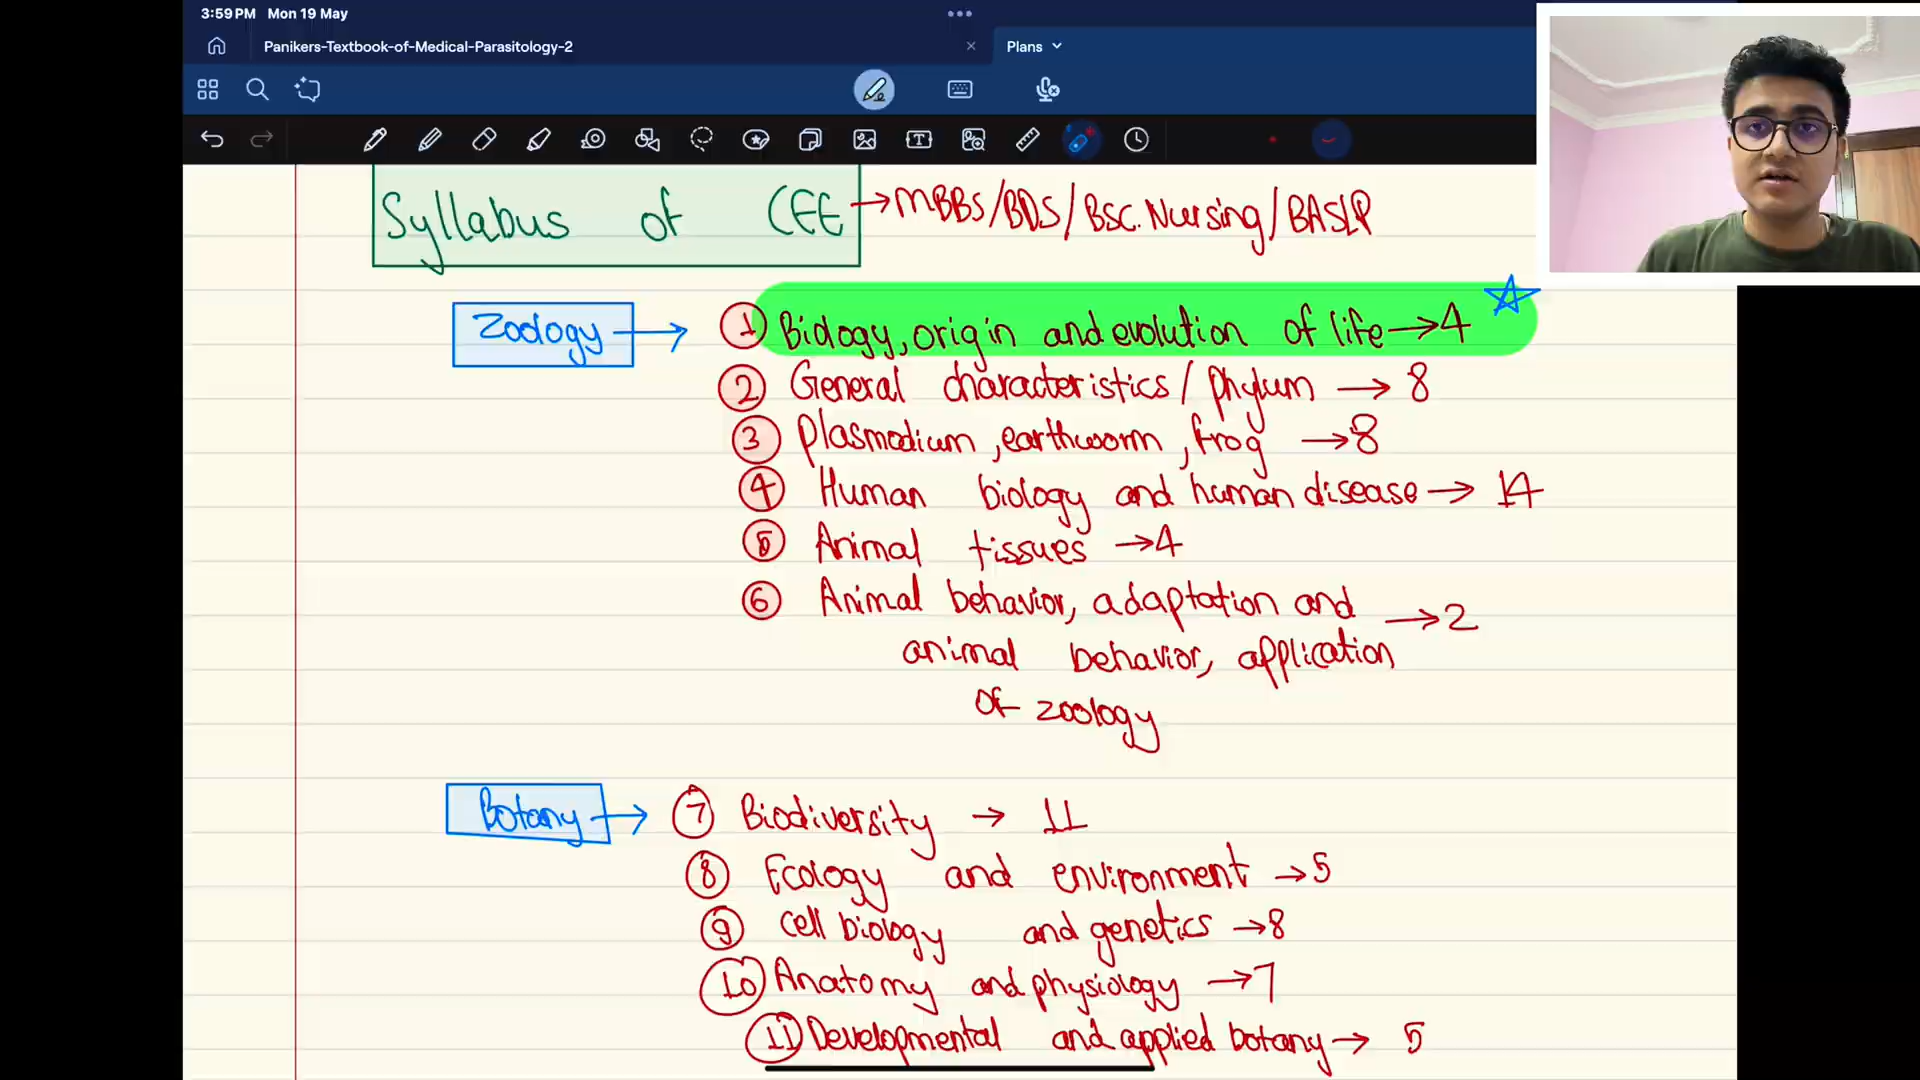 3:59 PM Mon 19 May
Panikers-Textbook-of-Medical-Parasitology-2
Plans
Syllabus of CEE → MBBS/BDS/BSC.Nursing/BASLP
Zoology → 1 Biology, origin and evolution of life → 4
2 General characteristics/phylum → 8
3 Plasmodium, earthworm, frog → 8
4 Human biology and human disease → 14
5 Animal tissues → 4
6 Animal behavior, adaptation and → 2
animal behavior, application
of zoology
Botany → 7 Biodiversity → 11
8 Ecology and environment → 5
9 Cell biology and genetics → 8
10 Anatomy and physiology → 7
11 Developmental and applied botany → 5